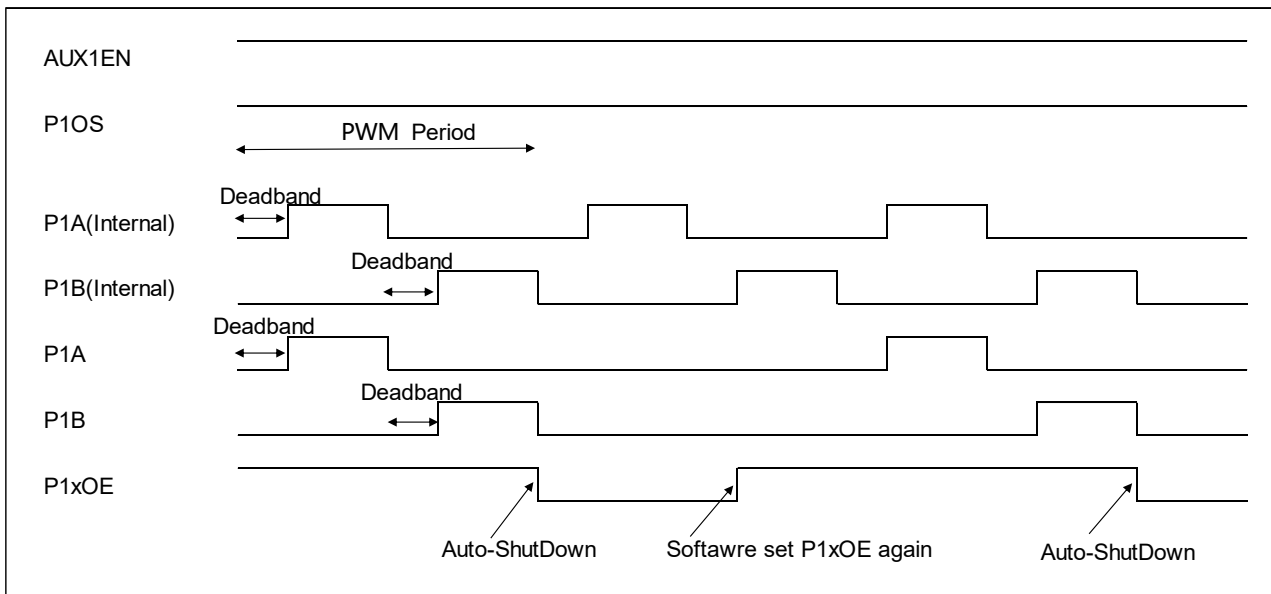 AUX1EN
P1OS
PWM Period
Deadband
P1A(Internal)
Deadband
P1B(Internal)
Deadband
P1A
Deadband
P1B
P1xOE
Auto-ShutDown
Softawre set P1xOE again
Auto-ShutDown